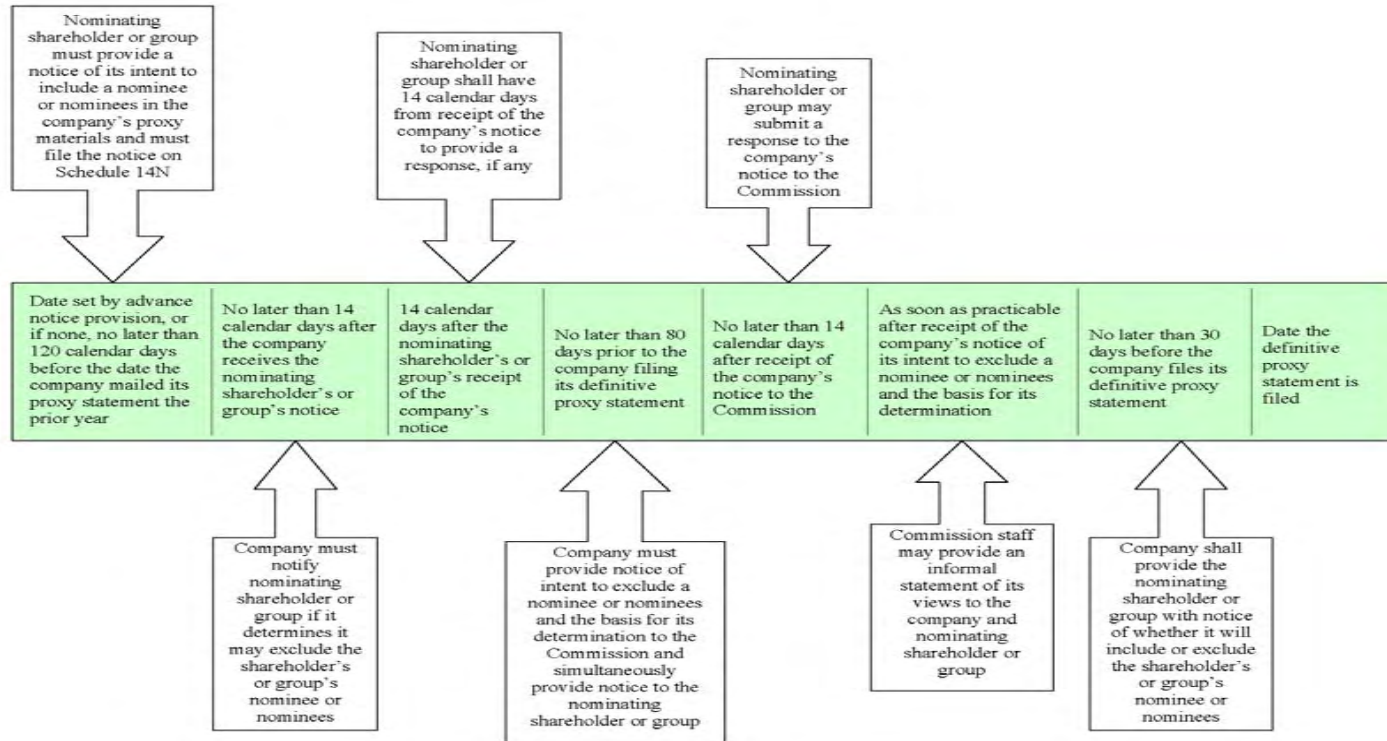 Nominating
shareholder or group
must provide a
notice of its intent to
include a nominee
or nominees in the
company's proxy
materials and must
file the notice on
Schedule 14N
Nominating
shareholder or
group shall have
14 calendar days
from receipt of the
company's notice
to provide a
response, if any
Nominating
shareholder or
group may
submit a
response to the
company's
notice to the
Commission
Date set by advance
notice provision, or
if none, no later than
120 calendar days
before the date the
company mailed its
proxy statement the
prior year
No later than 14
calendar days after
the company
receives the
nominating
shareholder's or
group's notice
14 calendar
days after the
nominating
shareholder's or
group's receipt
of the
company's
notice
No later than 80
days prior to the
company filing
its definitive
proxy statement
No later than 14
calendar days
after receipt of
the company's
notice to the
Commission
As soon as practicable
after receipt of the
company's notice of
its intent to exclude a
nominee or nominees
and the basis for its
determination
No later than 30
days before the
company files its
definitive proxy
statement
Date the
definitive
proxy
statement is
filed
Company must
notify
nominating
shareholder or
group if it
determines it
may exclude the
shareholder's
or group's
nominee or
nominees
Company must
provide notice of
intent to exclude a
nominee or nominees
and the basis for its
determination to the
Commission and
simultaneously
provide notice to the
nominating
shareholder or group
Commission staff
may provide an
informal
statement of its
views to the
company and
nominating
shareholder or
group
Company shall
provide the
nominating
shareholder or
group with notice
of whether it will
include or exclude
the shareholder's
or group's
nominee or
nominees